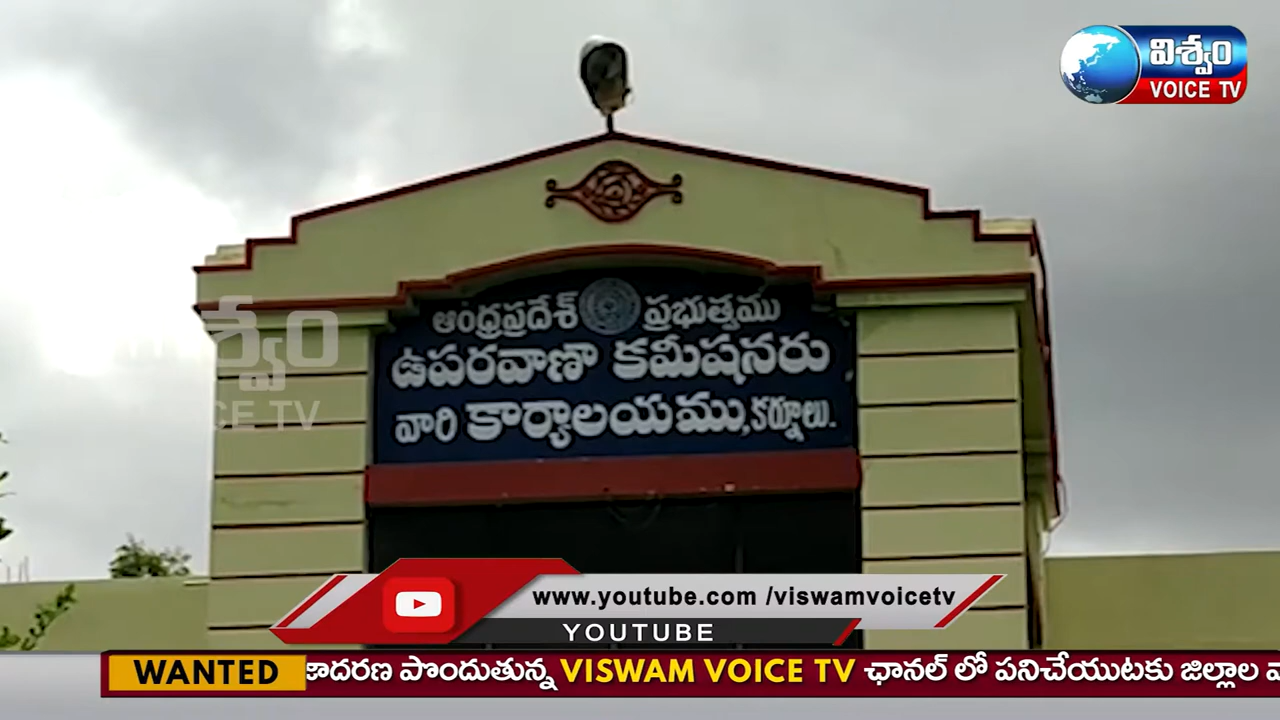 విశ్వం
VOICE TV
ఆంధ్రప్రదేశ్ ప్రభుత్వము
ఉపరవాణా కమీషనరు
వారి కార్యాలయము, కర్నూలు.
www.youtube.com /viswamvoicetv
YOUTUBE
WANTED కాదరణ పొందుతున్న VISWAM VOICE TV ఛానల్ లో పనిచేయుటకు జిల్లాల